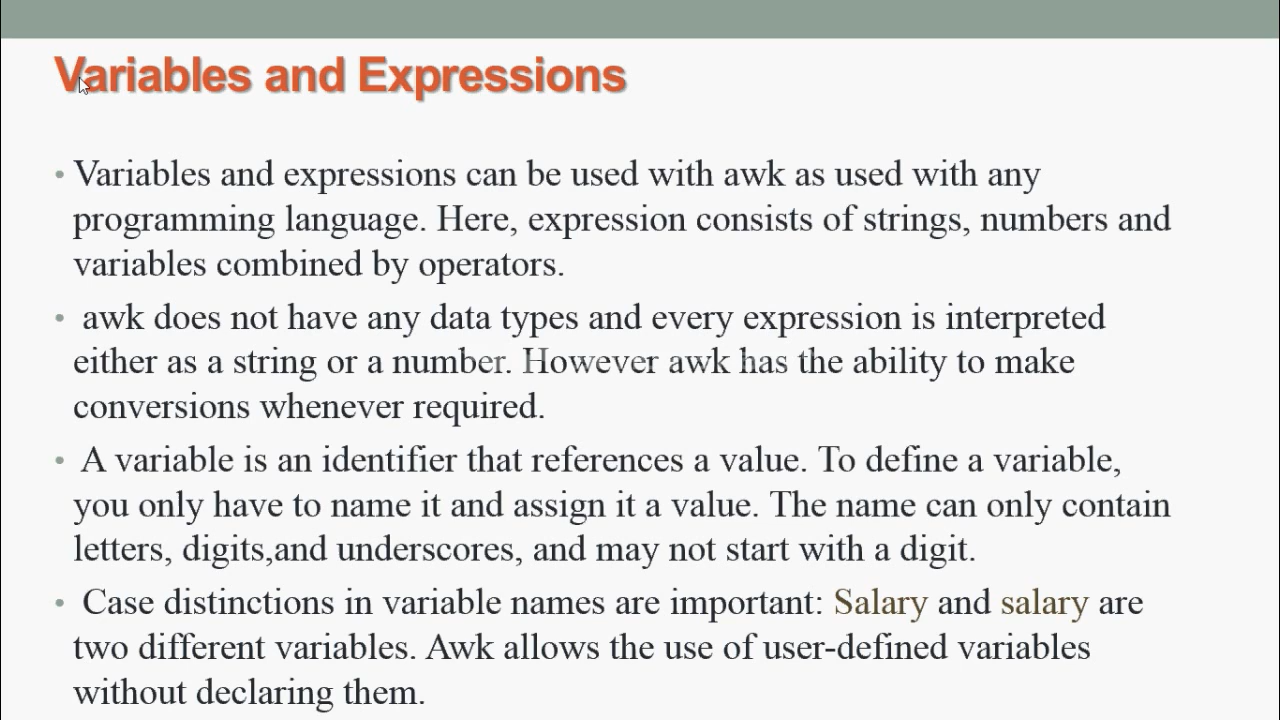 Variables and Expressions
• Variables and expressions can be used with awk as used with any
programming language. Here, expression consists of strings, numbers and
variables combined by operators.
• awk does not have any data types and every expression is interpreted
either as a string or a number. However awk has the ability to make
conversions whenever required.
• A variable is an identifier that references a value. To define a variable,
you only have to name it and assign it a value. The name can only contain
letters, digits,and underscores, and may not start with a digit.
• Case distinctions in variable names are important: Salary and salary are
two different variables. Awk allows the use of user-defined variables
without declaring them.